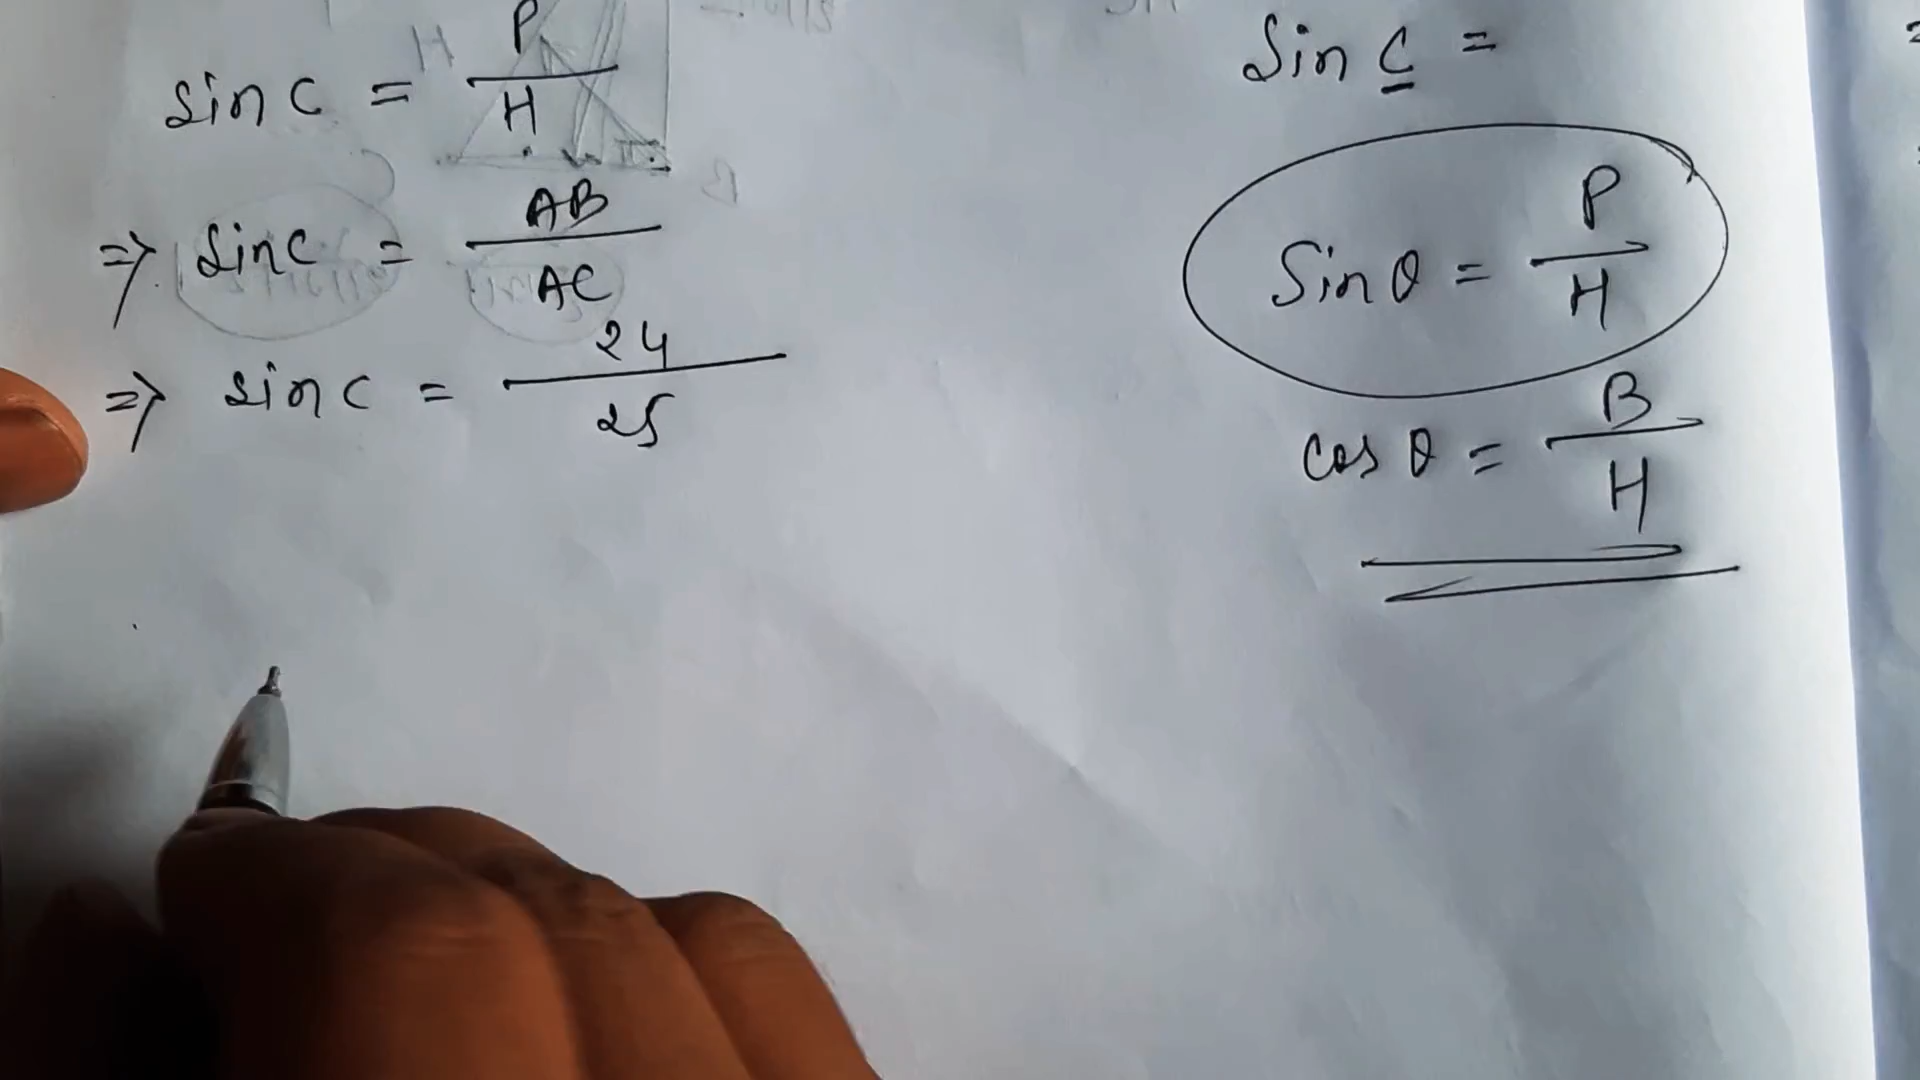 sin C = P/H
⇒ sin C = AB/AC
⇒ sin C = 24/25
Sin C =
Sin θ = P/H
cos θ = B/H